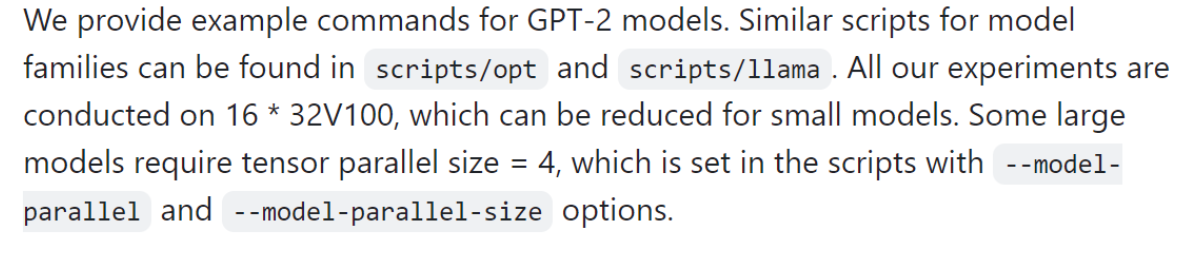 We provide example commands for GPT-2 models. Similar scripts for model
families can be found in scripts/opt and scripts/llama . All our experiments are
conducted on 16 * 32V100, which can be reduced for small models. Some large
models require tensor parallel size = 4, which is set in the scripts with --model-
parallel and --model-parallel-size options.